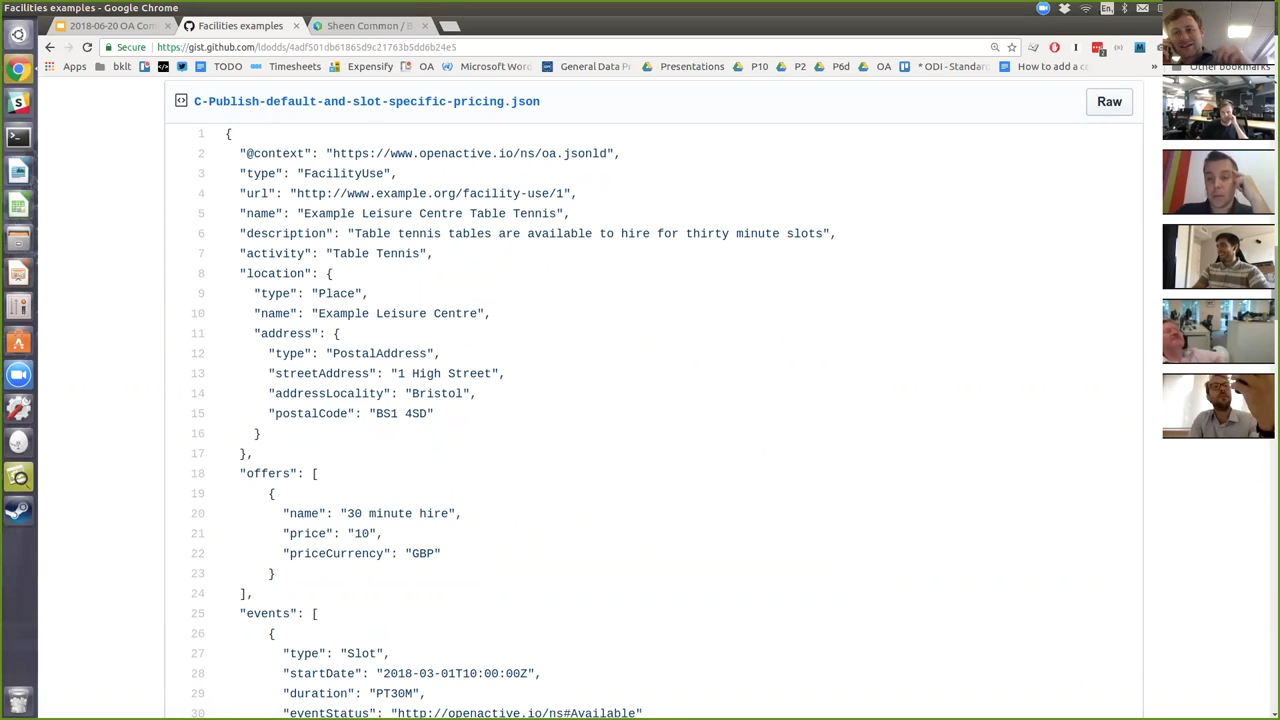 Facilities examples - Google Chrome
En
2018-06-20 OA Com
Facilities examples
Sheen Common / B
Secure
https://gist.github.com/ldodds/4adf501db61865d9c21763b5dd6b24e5
Apps
bklt
TODO
Timesheets
Expensify
OA
Microsoft Word
General Data P
Presentations
P10
P2
P6d
OA
* ODI - Standar
How to add a c
»
Other bookmarks
C-Publish-default-and-slot-specific-pricing.json
Raw
1 {
2 "@context": "https://www.openactive.io/ns/oa.jsonld",
3 "type": "FacilityUse",
4 "url": "http://www.example.org/facility-use/1",
5 "name": "Example Leisure Centre Table Tennis",
6 "description": "Table tennis tables are available to hire for thirty minute slots",
7 "activity": "Table Tennis",
8 "location": {
9 "type": "Place",
10 "name": "Example Leisure Centre",
11 "address": {
12 "type": "PostalAddress",
13 "streetAddress": "1 High Street",
14 "addressLocality": "Bristol",
15 "postalCode": "BS1 4SD"
16 }
17 },
18 "offers": [
19 {
20 "name": "30 minute hire",
21 "price": "10",
22 "priceCurrency": "GBP"
23 }
24 ],
25 "events": [
26 {
27 "type": "Slot",
28 "startDate": "2018-03-01T10:00:00Z",
29 "duration": "PT30M",
30 "eventStatus": "http://openactive.io/ns#Available"